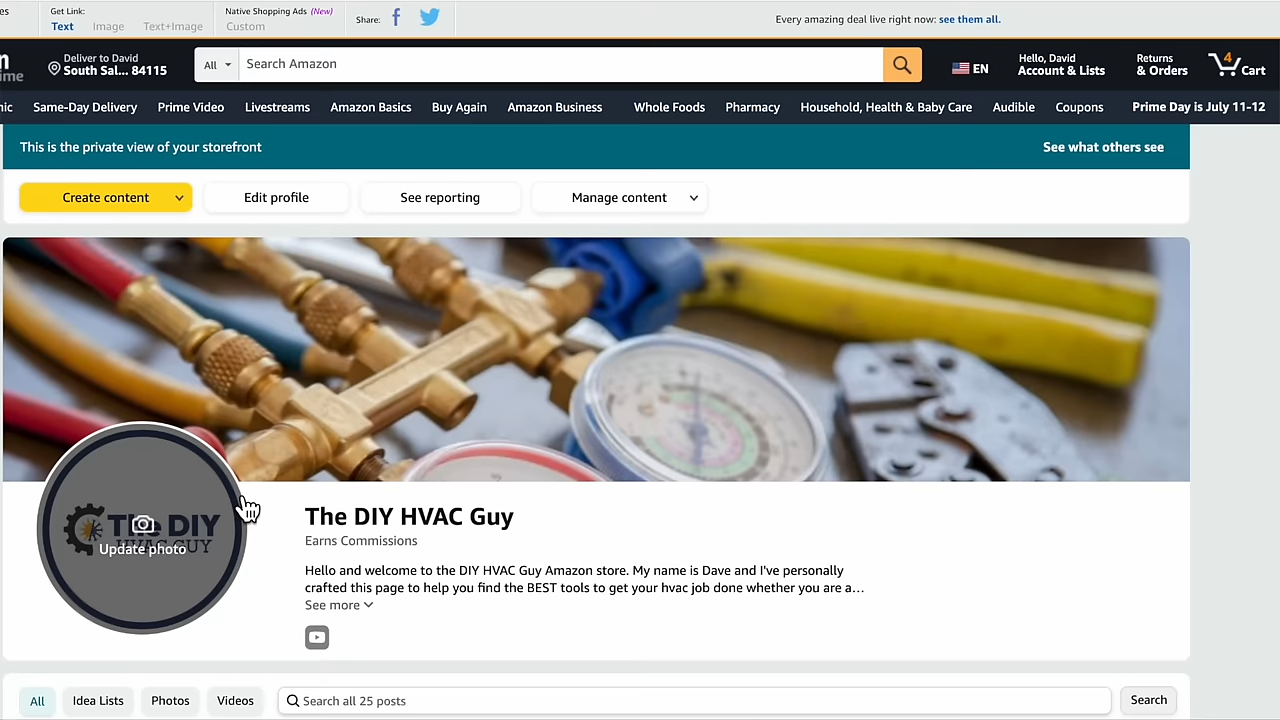 es
Get Link:
Text Image Text+Image
Native Shopping Ads (New)
Custom
Share:
Every amazing deal live right now: see them all.
Deliver to David
South Sal... 84115
All
Search Amazon
EN
Hello, David
Account & Lists
Returns
& Orders
4
Cart
ic Same-Day Delivery Prime Video Livestreams Amazon Basics Buy Again Amazon Business Whole Foods Pharmacy Household, Health & Baby Care Audible Coupons Prime Day is July 11-12
This is the private view of your storefront See what others see
Create content Edit profile See reporting Manage content
The DIY
HVAC GUY
Update photo
The DIY HVAC Guy
Earns Commissions
Hello and welcome to the DIY HVAC Guy Amazon store. My name is Dave and I've personally
crafted this page to help you find the BEST tools to get your hvac job done whether you are a...
See more
All Idea Lists Photos Videos Search all 25 posts Search